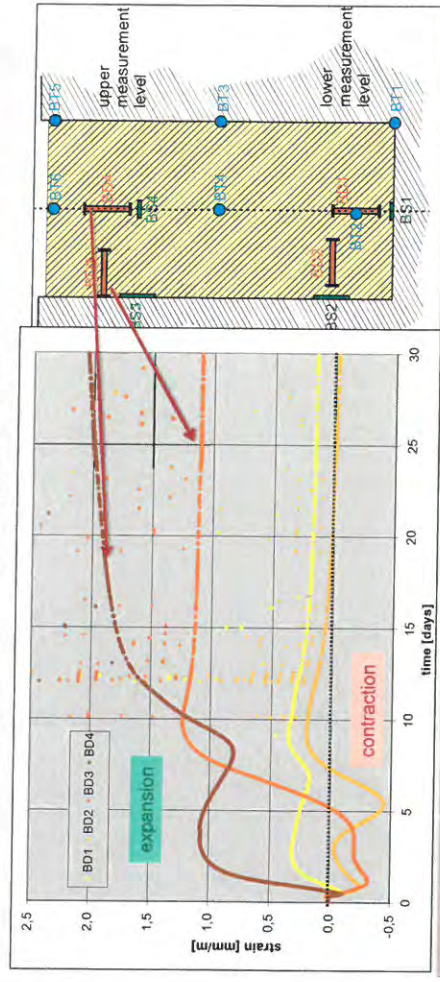 strain [mm/m]
2,5
2,0
1,5
1,0
0,5
0,0
-0,5
BD1 BD2 BD3 BD4
expansion
contraction
0
5
10
15
20
25
30
time [days]
BT6
BT5
BD4
upper
measurement
level
BS4
BS3
BT4
BT3
BD1
lower
measurement
level
BD2
BT2
BS2
BS1
BT1